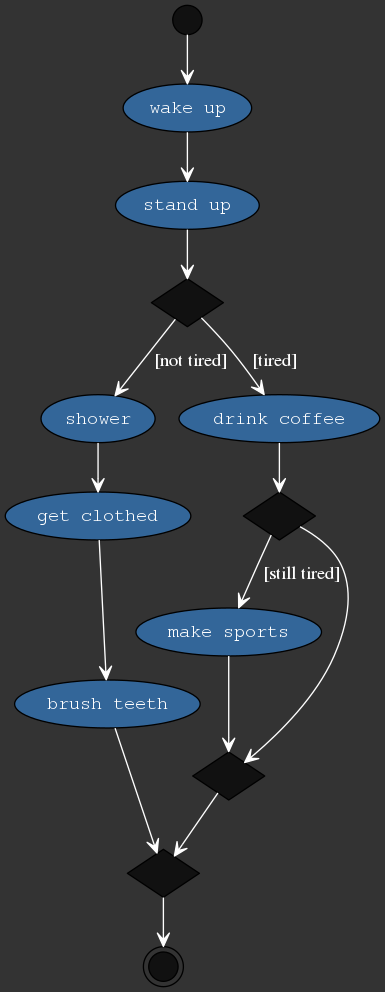 wake up
stand up
[not tired]
[tired]
shower
drink coffee
get clothed
[still tired]
make sports
brush teeth